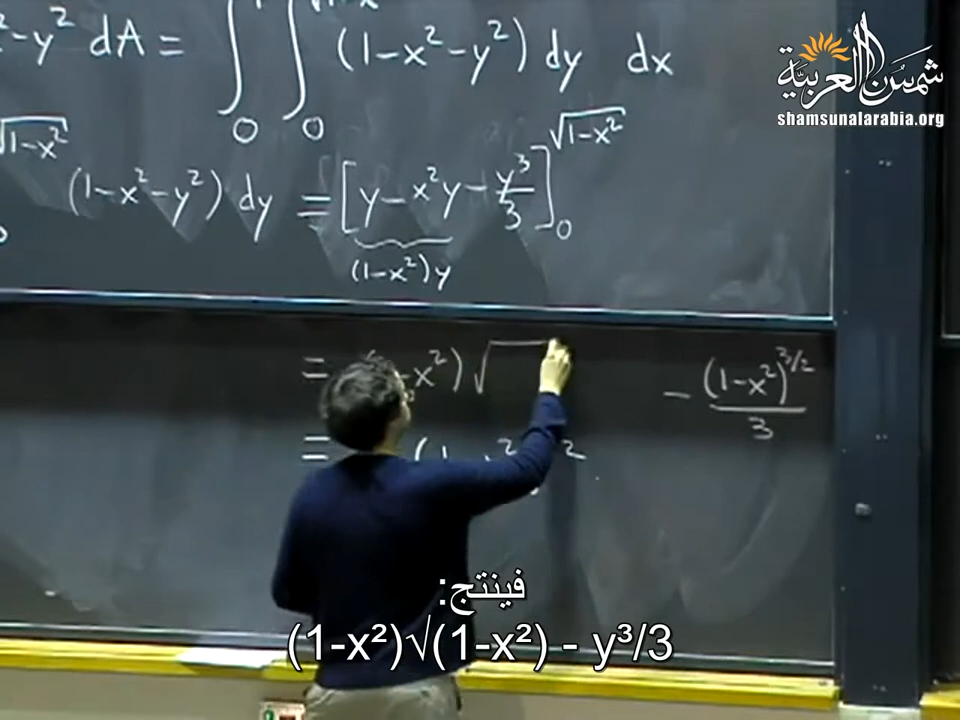 شمس العربية
shamsunalarabia.org
²-y² dA = ∫₀ ∫₀ (1-x²-y²) dy dx
√1-x² (1-x²-y²) dy = [y-x²y-y³/3]₀^√1-x²
(1-x²)y
= -x²)√ - (1-x²)^3/2 / 3
=
فينتج:
(1-x²)√(1-x²) - y³/3